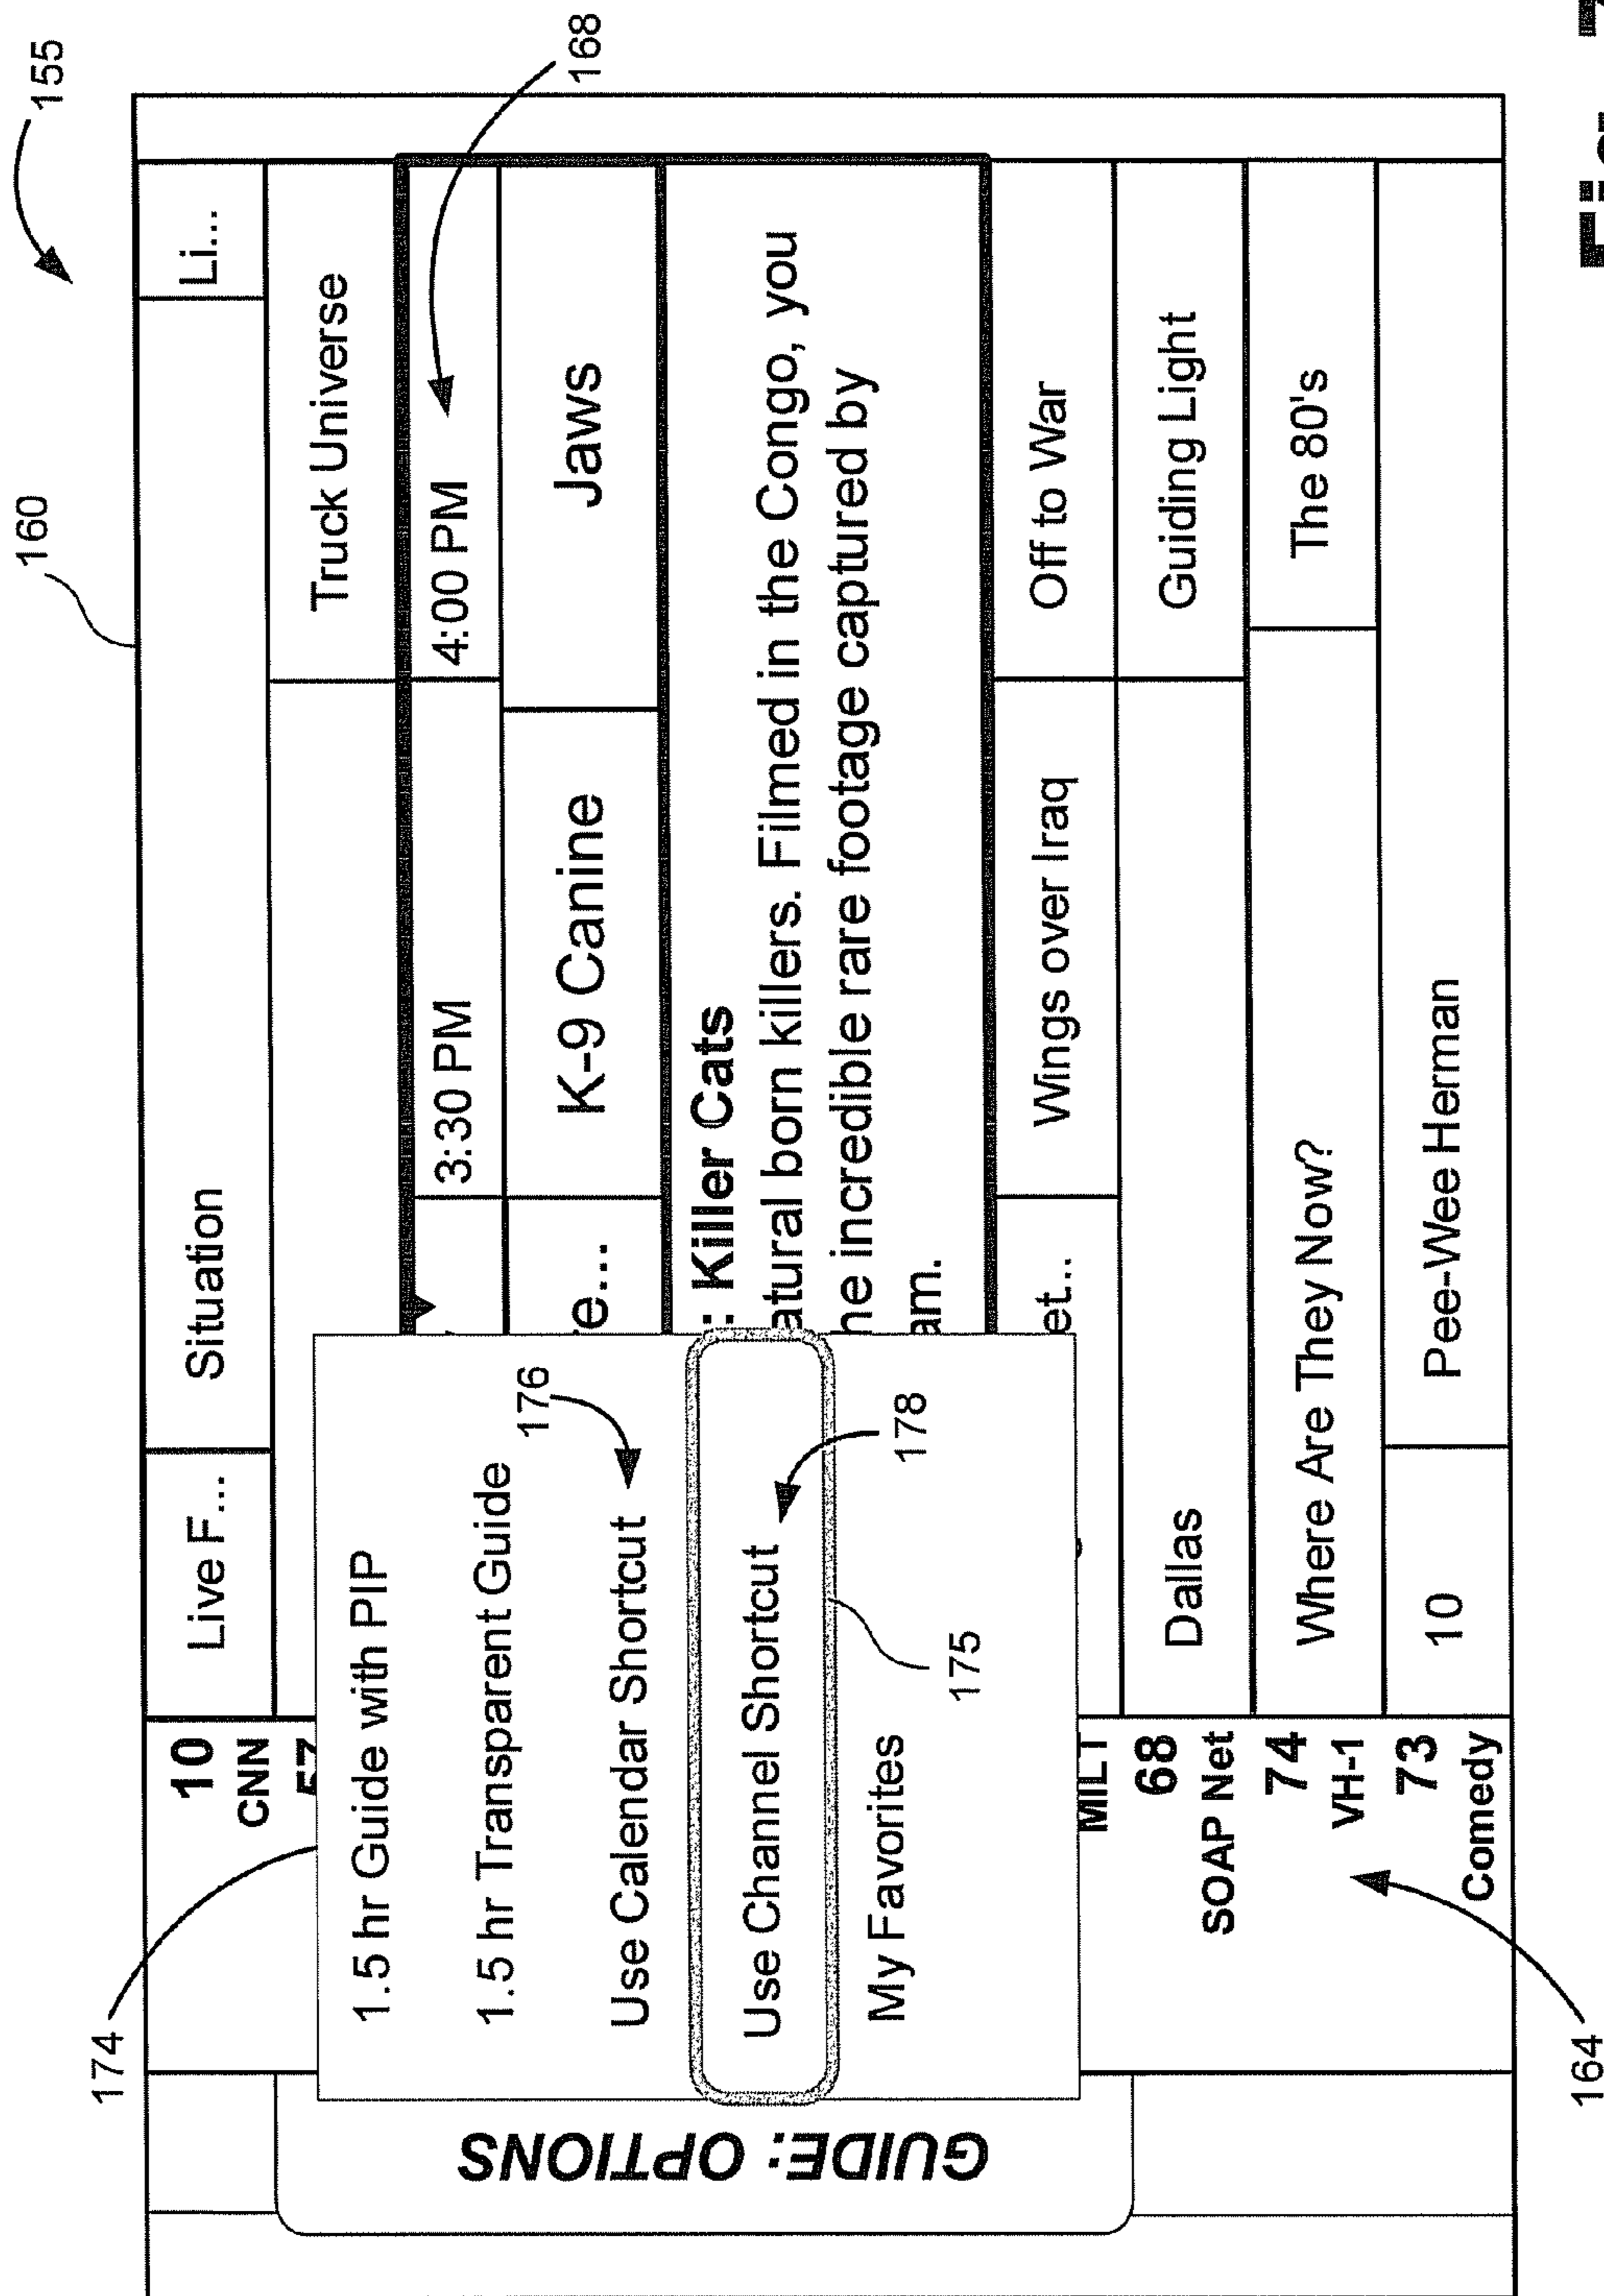 155
160
10
CNN
Live F...
Situation
Li...
57
Truck Universe
168
3:30 PM
4:00 PM
e...
K-9 Canine
Jaws
: Killer Cats
atural born killers. Filmed in the Congo, you
ne incredible rare footage captured by
am.
174
GUIDE: OPTIONS
1.5 hr Guide with PIP
1.5 hr Transparent Guide
176
Use Calendar Shortcut
Use Channel Shortcut
178
175
My Favorites
MILT
et...
Wings over Iraq
Off to War
68
SOAP Net
Dallas
Guiding Light
74
VH-1
Where Are They Now?
The 80's
73
Comedy
10
Pee-Wee Herman
164